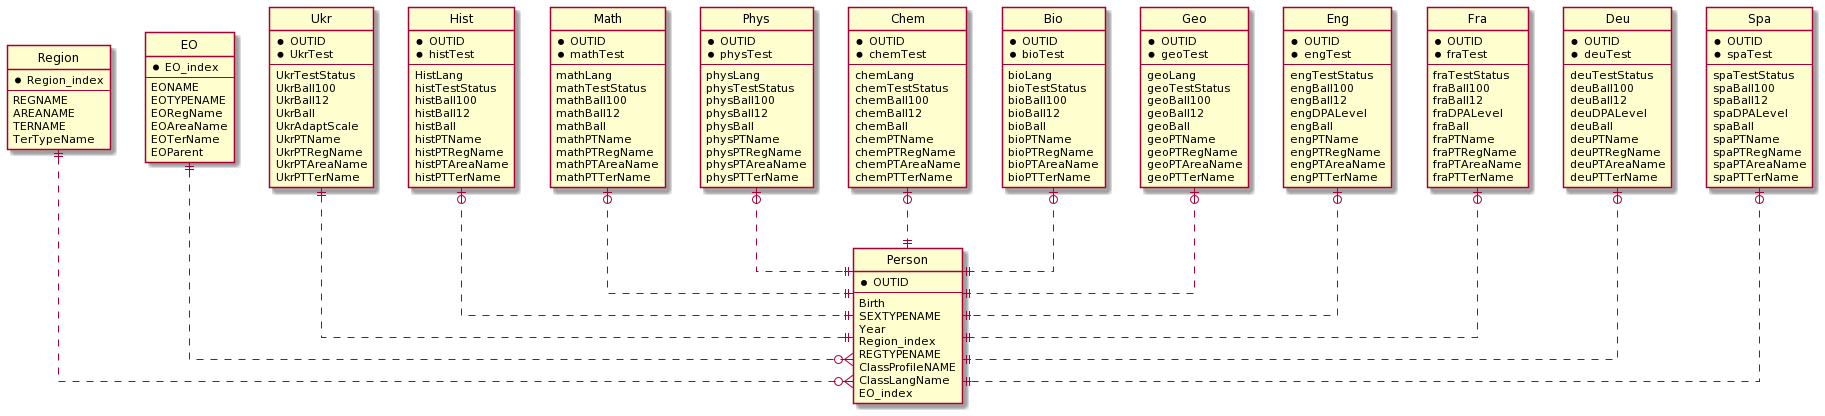 Region
Region_index
REGNAME
AREANAME
TERNAME
TerTypeName
EO
EO_index
EONAME
EOTYPENAME
EORegName
EOAreaName
EOTerName
EOParent
Ukr
OUTID
UkrTest
UkrTestStatus
UkrBall100
UkrBall12
UkrBall
UkrAdaptScale
UkrPTName
UkrPTRegName
UkrPTAreaName
UkrPTTerName
Hist
OUTID
histTest
HistLang
histTestStatus
histBall100
histBall12
histBall
histPTName
histPTRegName
histPTAreaName
histPTTerName
Math
OUTID
mathTest
mathLang
mathTestStatus
mathBall100
mathBall12
mathBall
mathPTName
mathPTRegName
mathPTAreaName
mathPTTerName
Phys
OUTID
physTest
physLang
physTestStatus
physBall100
physBall12
physBall
physPTName
physPTRegName
physPTAreaName
physPTTerName
Chem
OUTID
chemTest
chemLang
chemTestStatus
chemBall100
chemBall12
chemBall
chemPTName
chemPTRegName
chemPTAreaName
chemPTTerName
Bio
OUTID
bioTest
bioLang
bioTestStatus
bioBall100
bioBall12
bioBall
bioPTName
bioPTRegName
bioPTAreaName
bioPTTerName
Geo
OUTID
geoTest
geoLang
geoTestStatus
geoBall100
geoBall12
geoBall
geoPTName
geoPTRegName
geoPTAreaName
geoPTTerName
Eng
OUTID
engTest
engTestStatus
engBall100
engBall12
engDPALevel
engBall
engPTName
engPTRegName
engPTAreaName
engPTTerName
Fra
OUTID
fraTest
fraTestStatus
fraBall100
fraBall12
fraDPALevel
fraBall
fraPTName
fraPTRegName
fraPTAreaName
fraPTTerName
Deu
OUTID
deuTest
deuTestStatus
deuBall100
deuBall12
deuDPALevel
deuBall
deuPTName
deuPTRegName
deuPTAreaName
deuPTTerName
Spa
OUTID
spaTest
spaTestStatus
spaBall100
spaBall12
spaDPALevel
spaBall
spaPTName
spaPTRegName
spaPTAreaName
spaPTTerName
Person
OUTID
Birth
SEXTYPENAME
Year
Region_index
REGTYPENAME
ClassProfileNAME
ClassLangName
EO_index